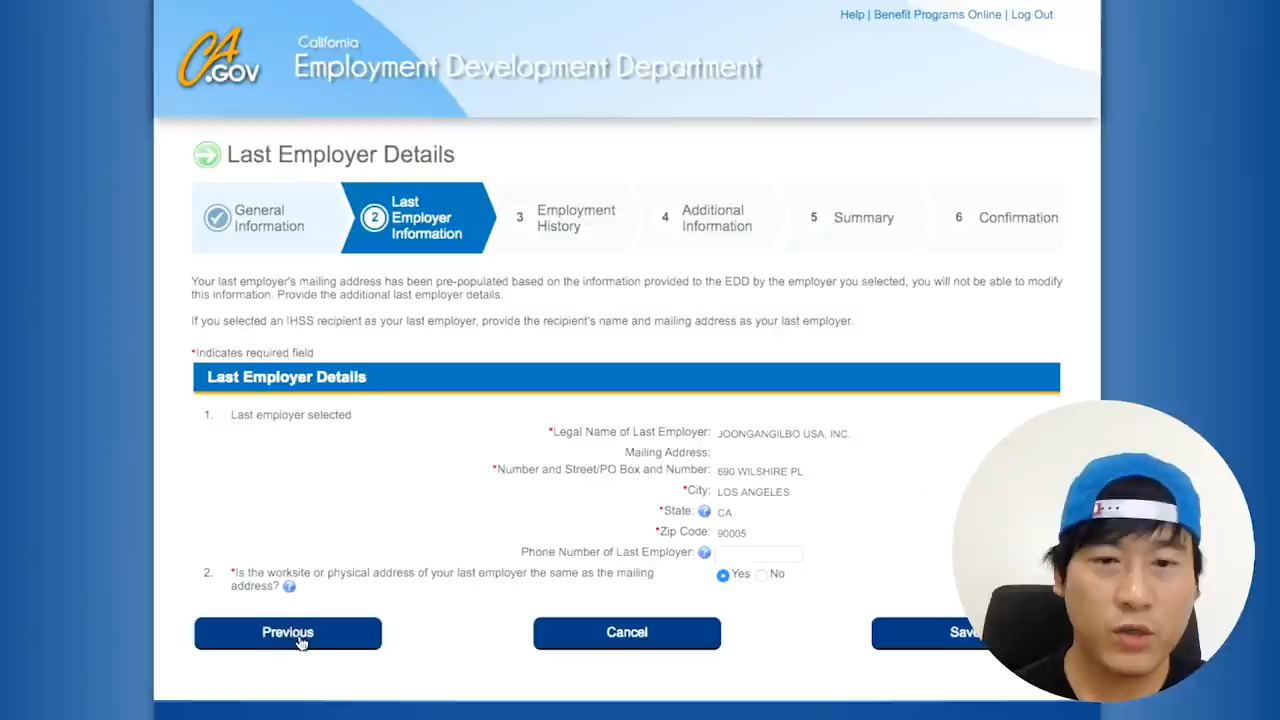 Help | Benefit Programs Online | Log Out
CA
.GOV
California
Employment Development Department
Last Employer Details
General
Information
2
Last
Employer
Information
3
Employment
History
4
Additional
Information
5
Summary
6
Confirmation
Your last employer's mailing address has been pre-populated based on the information provided to the EDD by the employer you selected, you will not be able to modify
this information. Provide the additional last employer details.
If you selected an IHSS recipient as your last employer, provide the recipient's name and mailing address as your last employer.
*Indicates required field
Last Employer Details
1. Last employer selected
*Legal Name of Last Employer: JOONGANGILBO USA, INC.
Mailing Address:
*Number and Street/PO Box and Number: 690 WILSHIRE PL
*City: LOS ANGELES
*State: ? CA
*Zip Code: 90005
Phone Number of Last Employer: ?
2. *Is the worksite or physical address of your last employer the same as the mailing
address? ?
Yes No
Previous
Cancel
Save